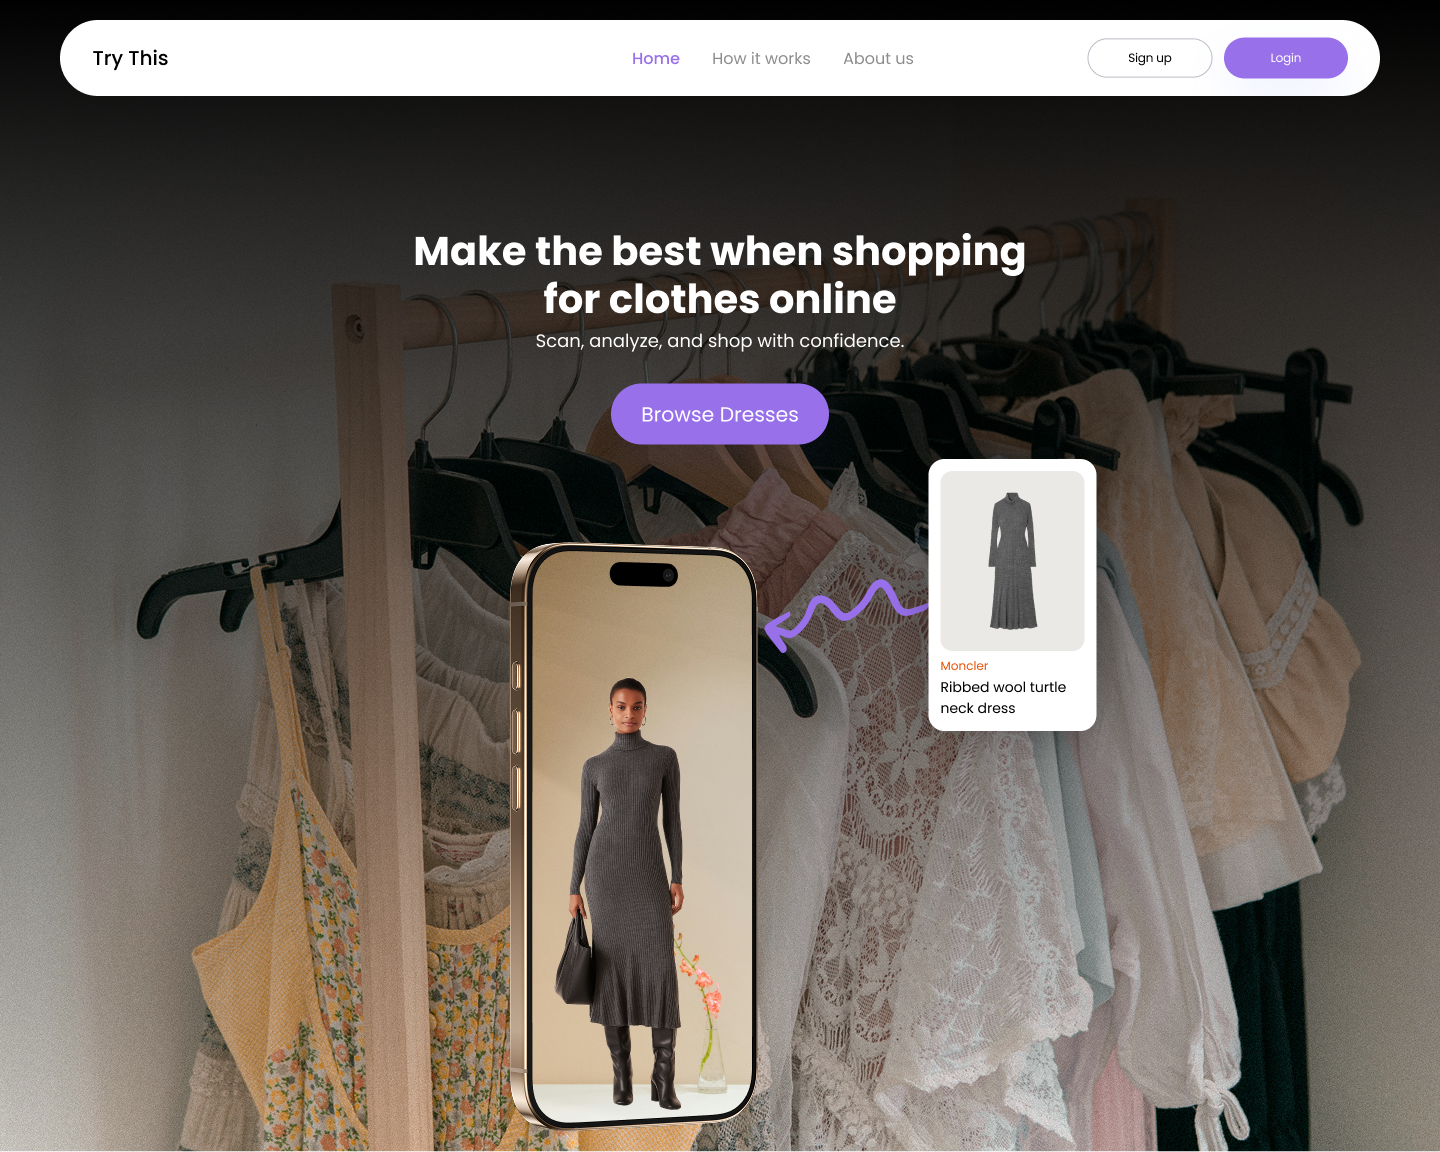 Try This
Home
How it works
About us
Sign up
Login
Make the best when shopping
for clothes online
Scan, analyze, and shop with confidence.
Browse Dresses
Moncler
Ribbed wool turtle
neck dress